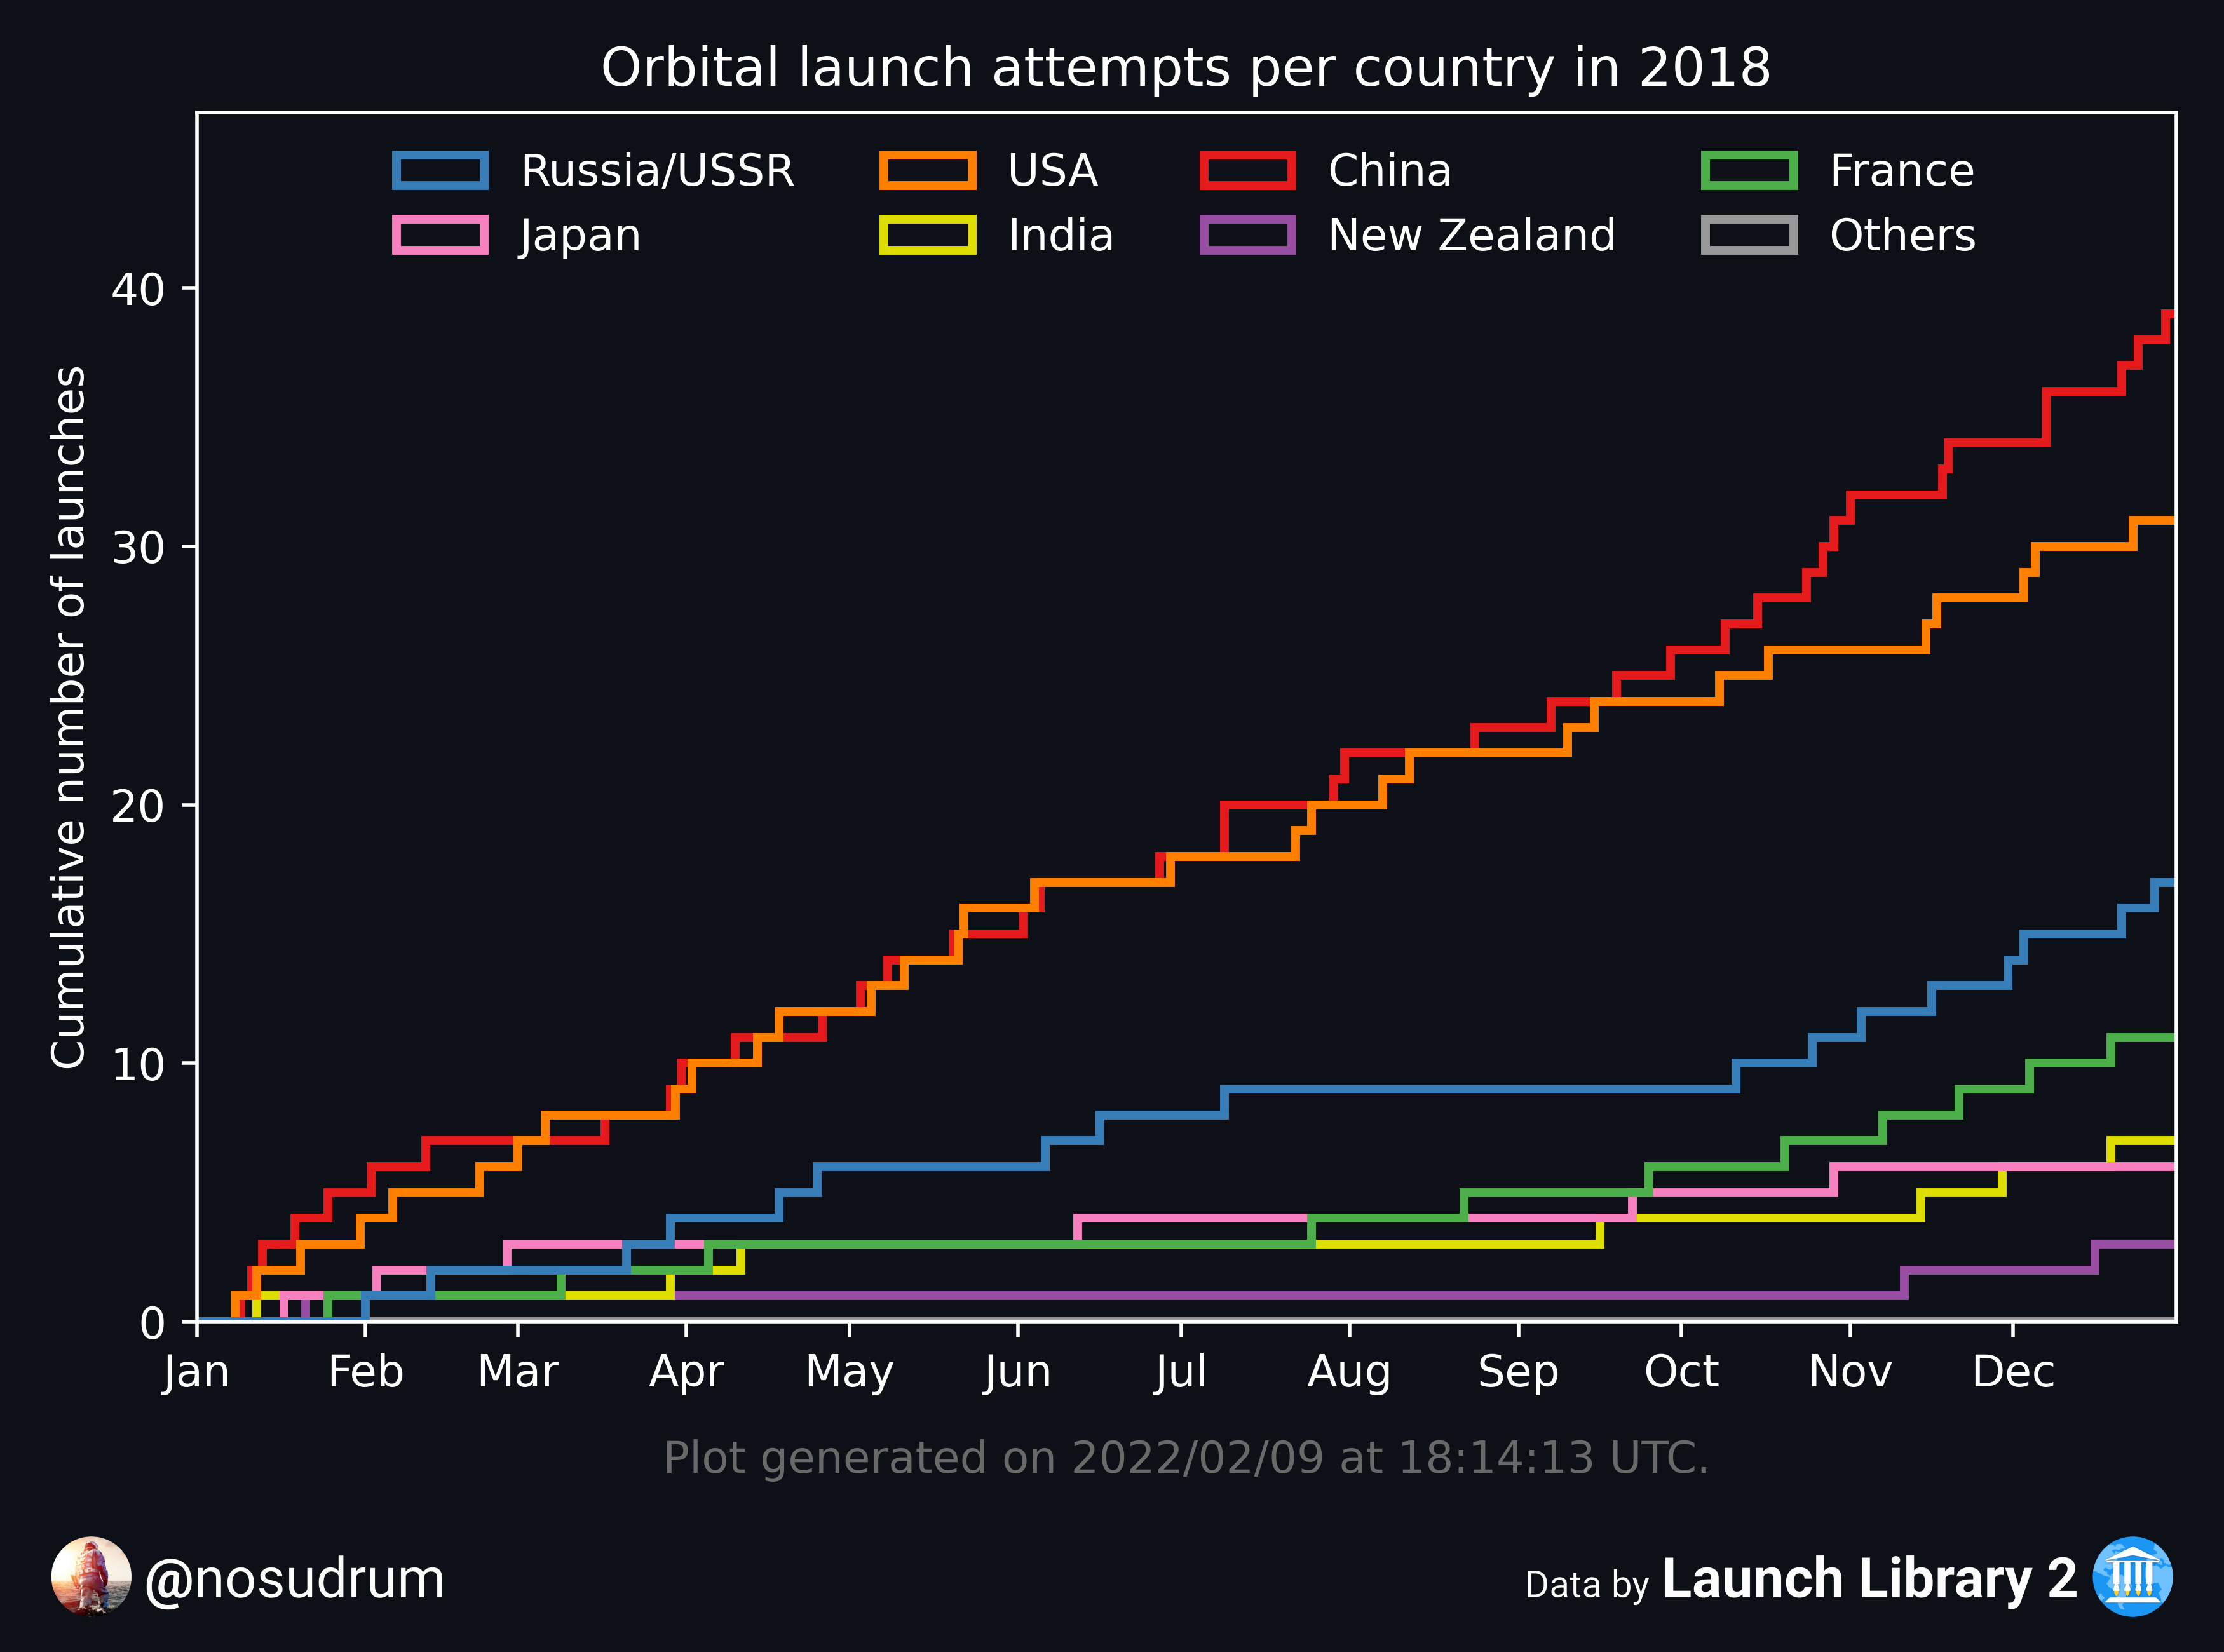 Orbital launch attempts per country in 2018
Russia/USSR USA China France
Japan India New Zealand Others
Cumulative number of launches
40
30
20
10
0
Jan Feb Mar Apr May Jun Jul Aug Sep Oct Nov Dec
Plot generated on 2022/02/09 at 18:14:13 UTC.
@nosudrum
Data by Launch Library 2